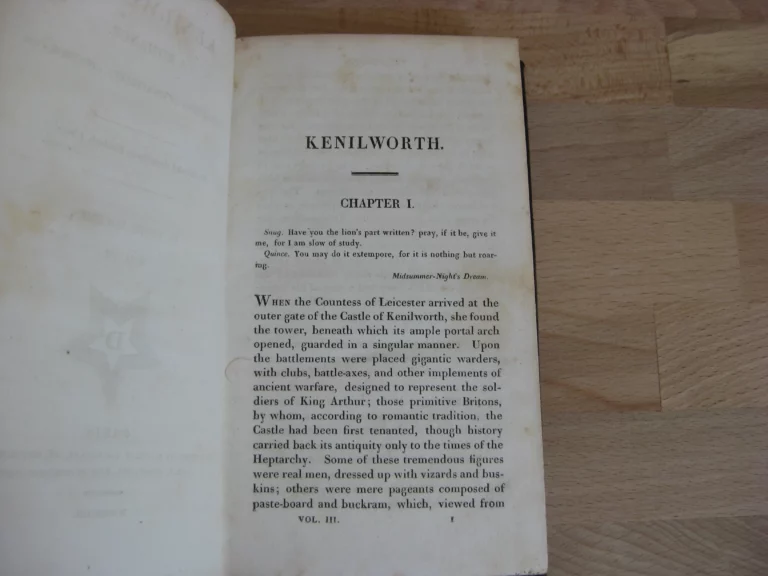 KENILWORTH.
CHAPTER I.
Snug. Have you the lion's part written? pray, if it be, give it
me, for I am slow of study.
Quince. You may do it extempore, for it is nothing but roar-
ing.
Midsummer-Night's Dream.
WHEN the Countess of Leicester arrived at the
outer gate of the Castle of Kenilworth, she found
the tower, beneath which its ample portal arch
opened, guarded in a singular manner. Upon
the battlements were placed gigantic warders,
with clubs, battle-axes, and other implements of
ancient warfare, designed to represent the sol-
diers of King Arthur; those primitive Britons,
by whom, according to romantic tradition, the
Castle had been first tenanted, though history
carried back its antiquity only to the times of the
Heptarchy. Some of these tremendous figures
were real men, dressed up with vizards and bus-
kins; others were mere pageants composed of
paste-board and buckram, which, viewed from
VOL. III. 1